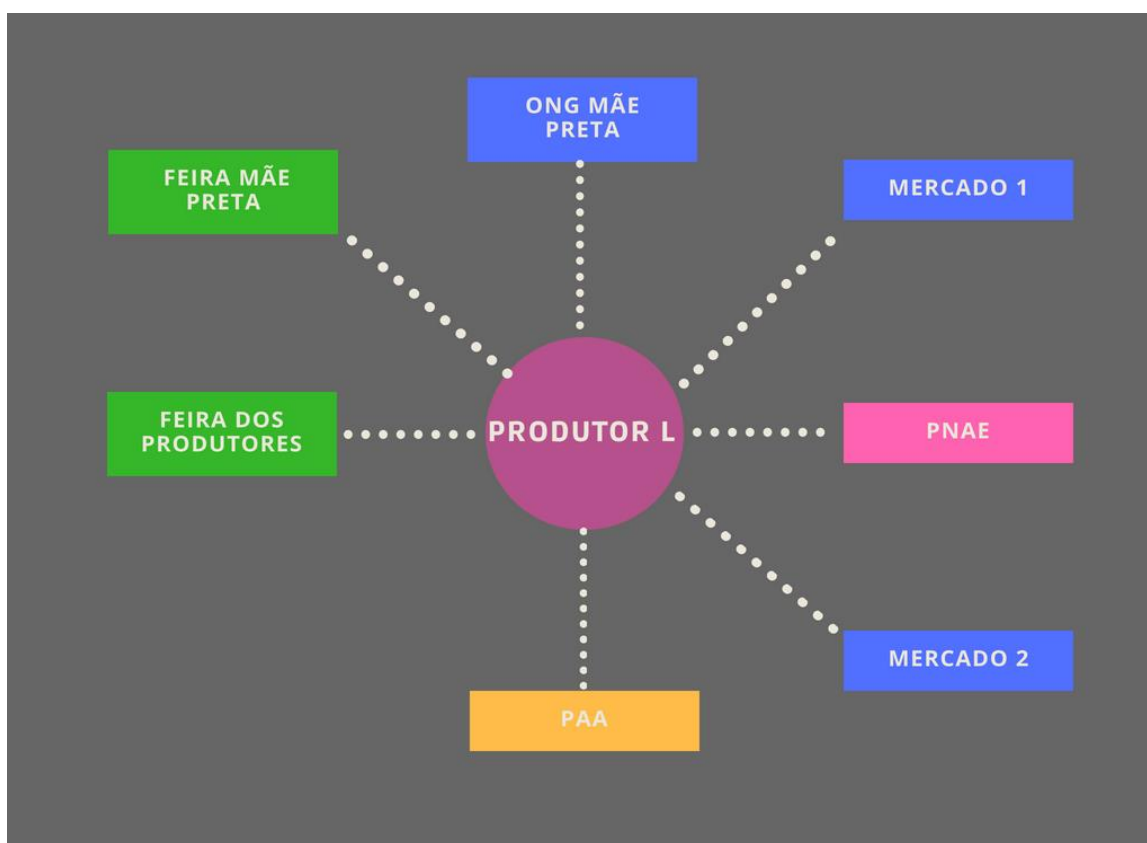 ONG MÃE
PRETA
FEIRA MÃE
PRETA
MERCADO 1
FEIRA DOS
PRODUTORES
PRODUTOR L
PNAE
MERCADO 2
PAA